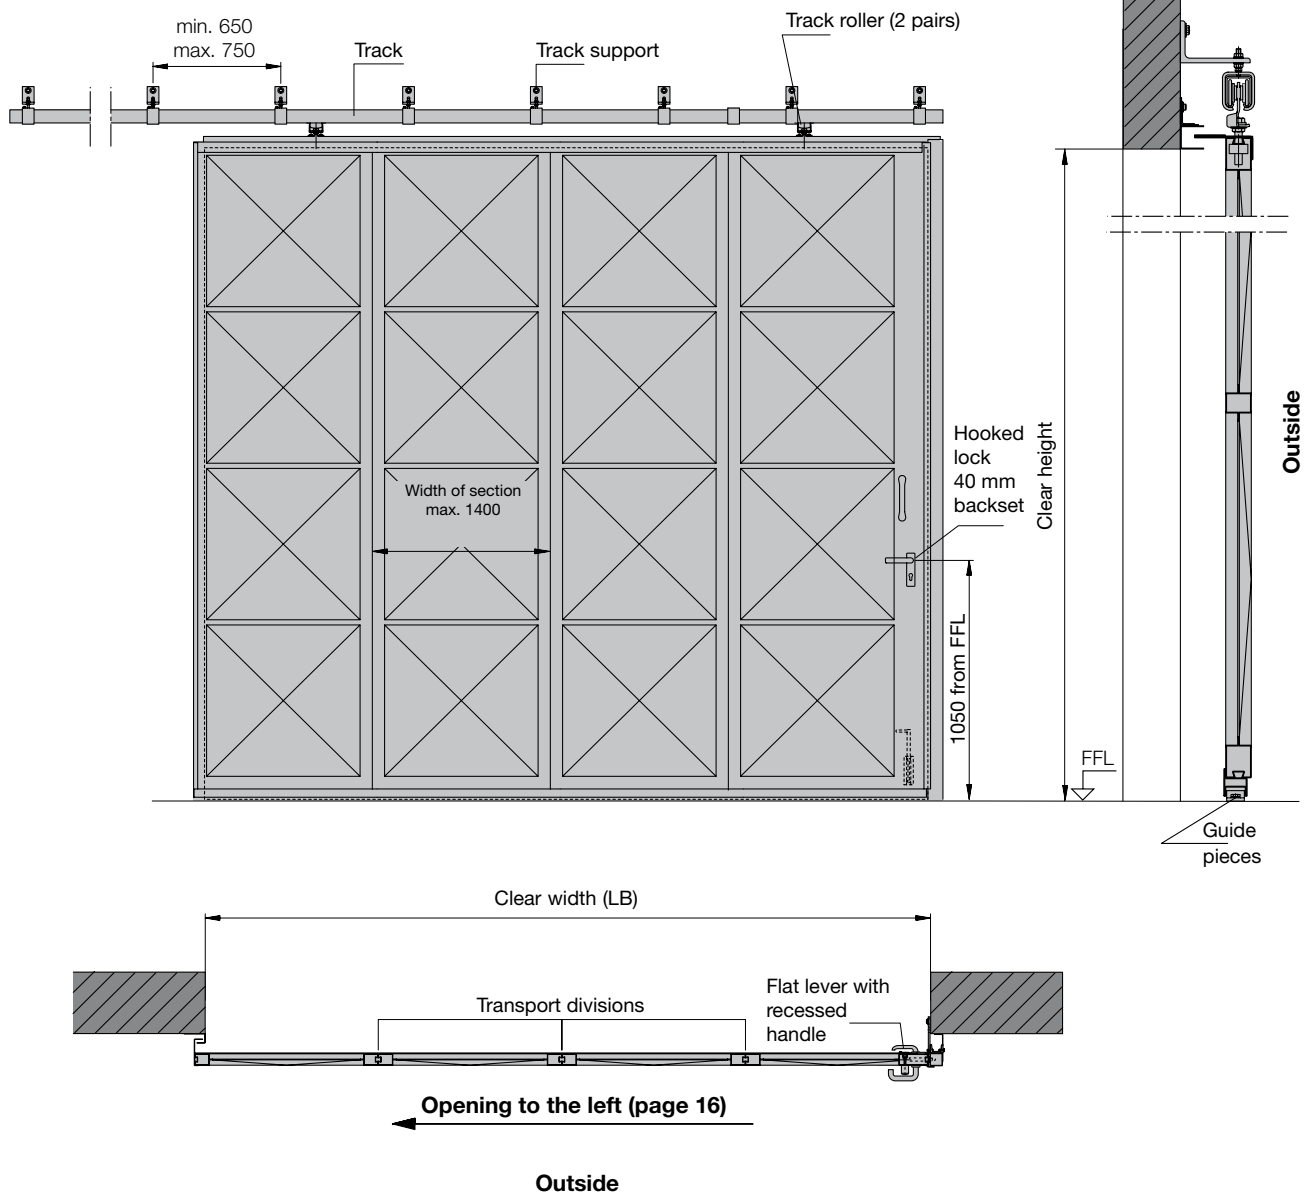 min. 650
max. 750
Track
Track support
Track roller (2 pairs)
Width of section
max. 1400
Hooked
lock
40 mm
backset
Clear height
Outside
1050 from FFL
FFL
Guide
pieces
Clear width (LB)
Transport divisions
Flat lever with
recessed
handle
Opening to the left (page 16)
Outside